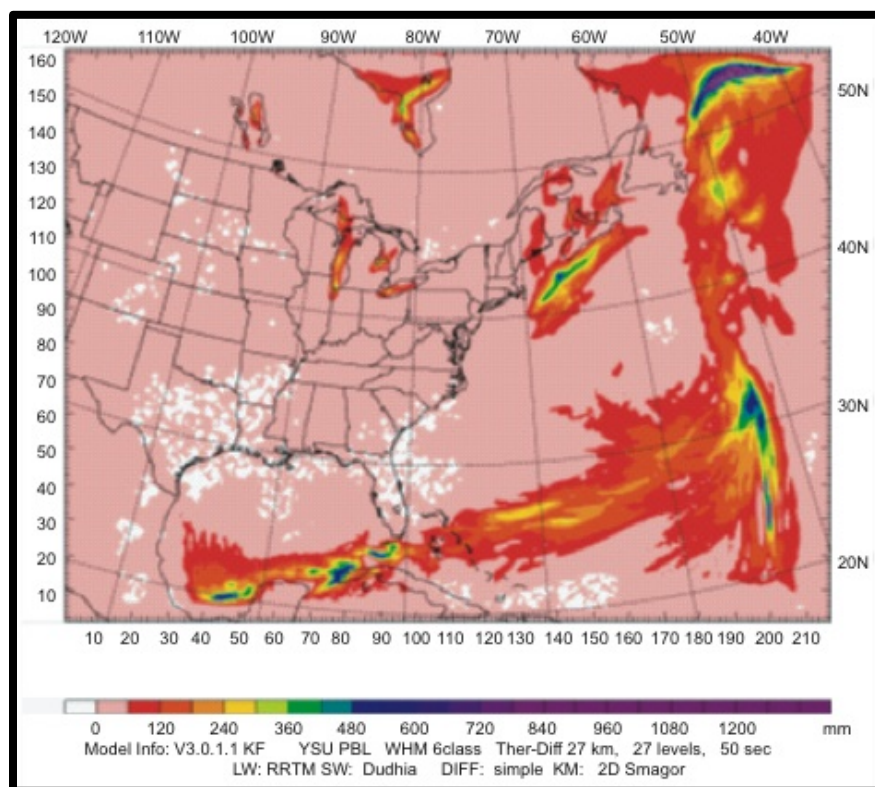 120W 110W 100W 90W 80W 70W 60W 50W 40W
160
150
140
130
120
110
100
90
80
70
60
50
40
30
20
10
50N
40N
30N
20N
10 20 30 40 50 60 70 80 90 100 110 120 130 140 150 160 170 180 190 200 210
0 120 240 360 480 600 720 840 960 1080 1200 mm
Model Info: V3.0.1.1 KF YSU PBL WHM 6class Ther-Diff 27 km, 27 levels, 50 sec
LW: RRTM SW: Dudhia DIFF: simple KM: 2D Smagor